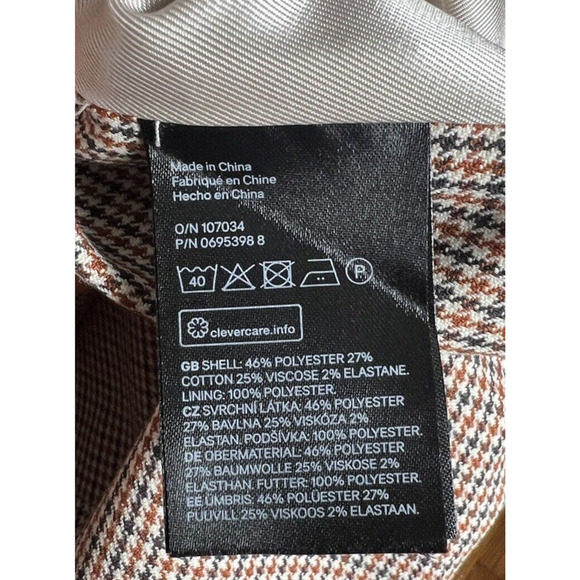 Made in China
Fabriqué en Chine
Hecho en China
O/N 107034
P/N 0695398 8
40 P
clevercare.info
GB SHELL: 46% POLYESTER 27%
COTTON 25% VISCOSE 2% ELASTANE.
LINING: 100% POLYESTER.
CZ SVRCHNÍ LÁTKA: 46% POLYESTER
27% BAVLNA 25% VISKÓZA 2%
ELASTAN. PODŠÍVKA: 100% POLYESTER.
DE OBERMATERIAL: 46% POLYESTER
27% BAUMWOLLE 25% VISKOSE 2%
ELASTHAN. FUTTER: 100% POLYESTER.
EE ÜMBRIS: 46% POLÜESTER 27%
PUUVILL 25% VISKOOS 2% ELASTAAN.